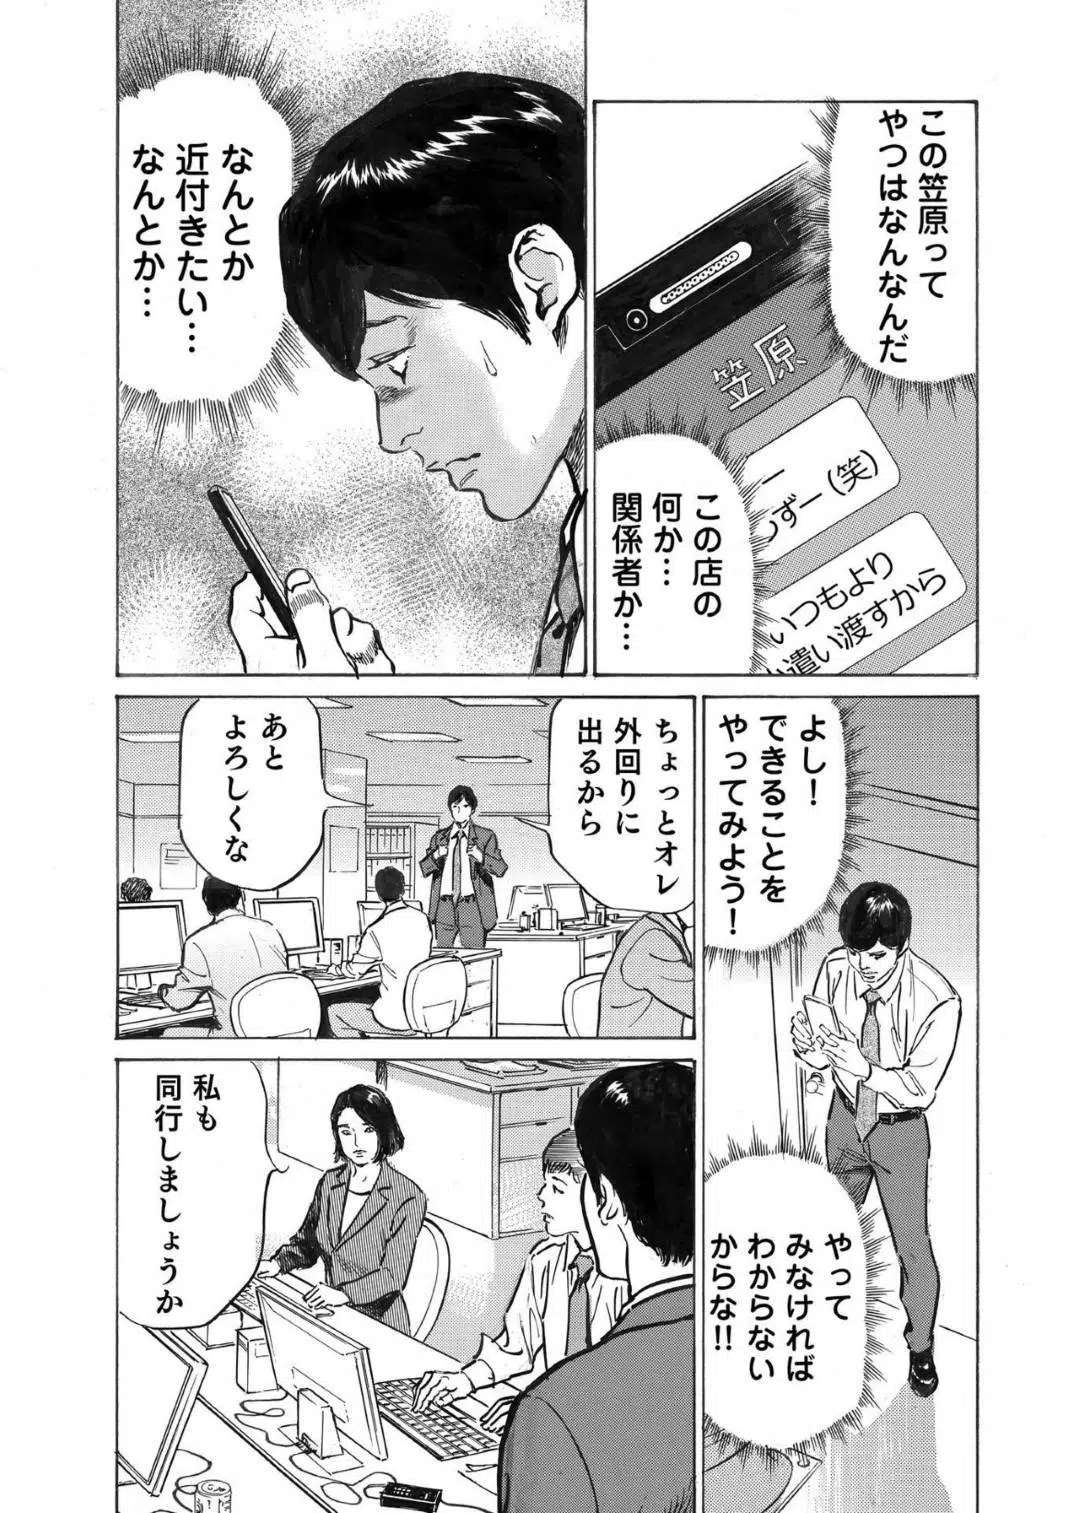 この笠原って
やつはなんなんだ
笠原
ずー(笑)
いつもより
遣い渡すから
この店の
何か…
関係者か…
なんとか
近付きたい…
なんとか…
よし!
できることを
やってみよう!
やって
みなければ
わからない
からな!!
ちょっとオレ
外回りに
出るから
あと
よろしくな
私も
同行しましょうか